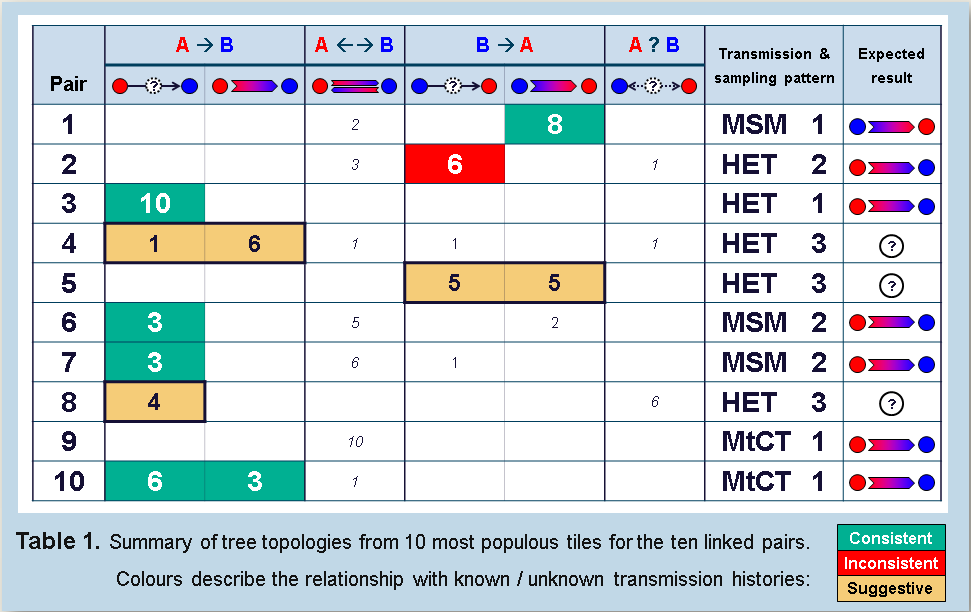 A → B A ←→ B B → A A ? B Transmission & Expected
Pair ? ? ? sampling pattern result
1 2 8 MSM 1
2 3 6 1 HET 2
3 10 HET 1
4 1 6 1 1 1 HET 3 ?
5 5 5 HET 3 ?
6 3 5 2 MSM 2
7 3 6 1 MSM 2
8 4 6 HET 3 ?
9 10 MtCT 1
10 6 3 1 MtCT 1
Table 1. Summary of tree topologies from 10 most populous tiles for the ten linked pairs.
Colours describe the relationship with known / unknown transmission histories:
Consistent
Inconsistent
Suggestive